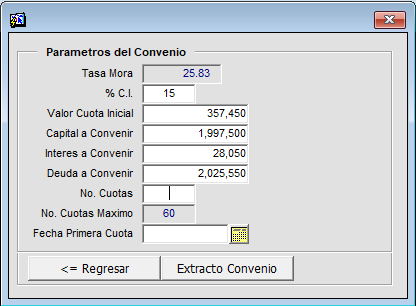 Parametros del Convenio
Tasa Mora 25.83
% C.I. 15
Valor Cuota Inicial 357,450
Capital a Convenir 1,997,500
Interes a Convenir 28,050
Deuda a Convenir 2,025,550
No. Cuotas
No. Cuotas Maximo 60
Fecha Primera Cuota
<= Regresar Extracto Convenio